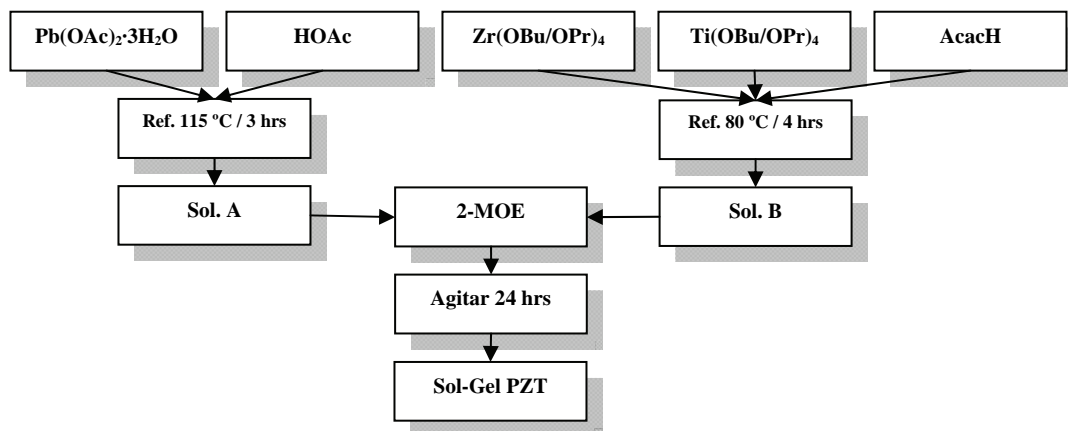 Pb(OAc)₂·3H₂O
HOAc
Zr(OBu/OPr)₄
Ti(OBu/OPr)₄
AcacH
Ref. 115 ºC / 3 hrs
Ref. 80 ºC / 4 hrs
Sol. A
2-MOE
Sol. B
Agitar 24 hrs
Sol-Gel PZT